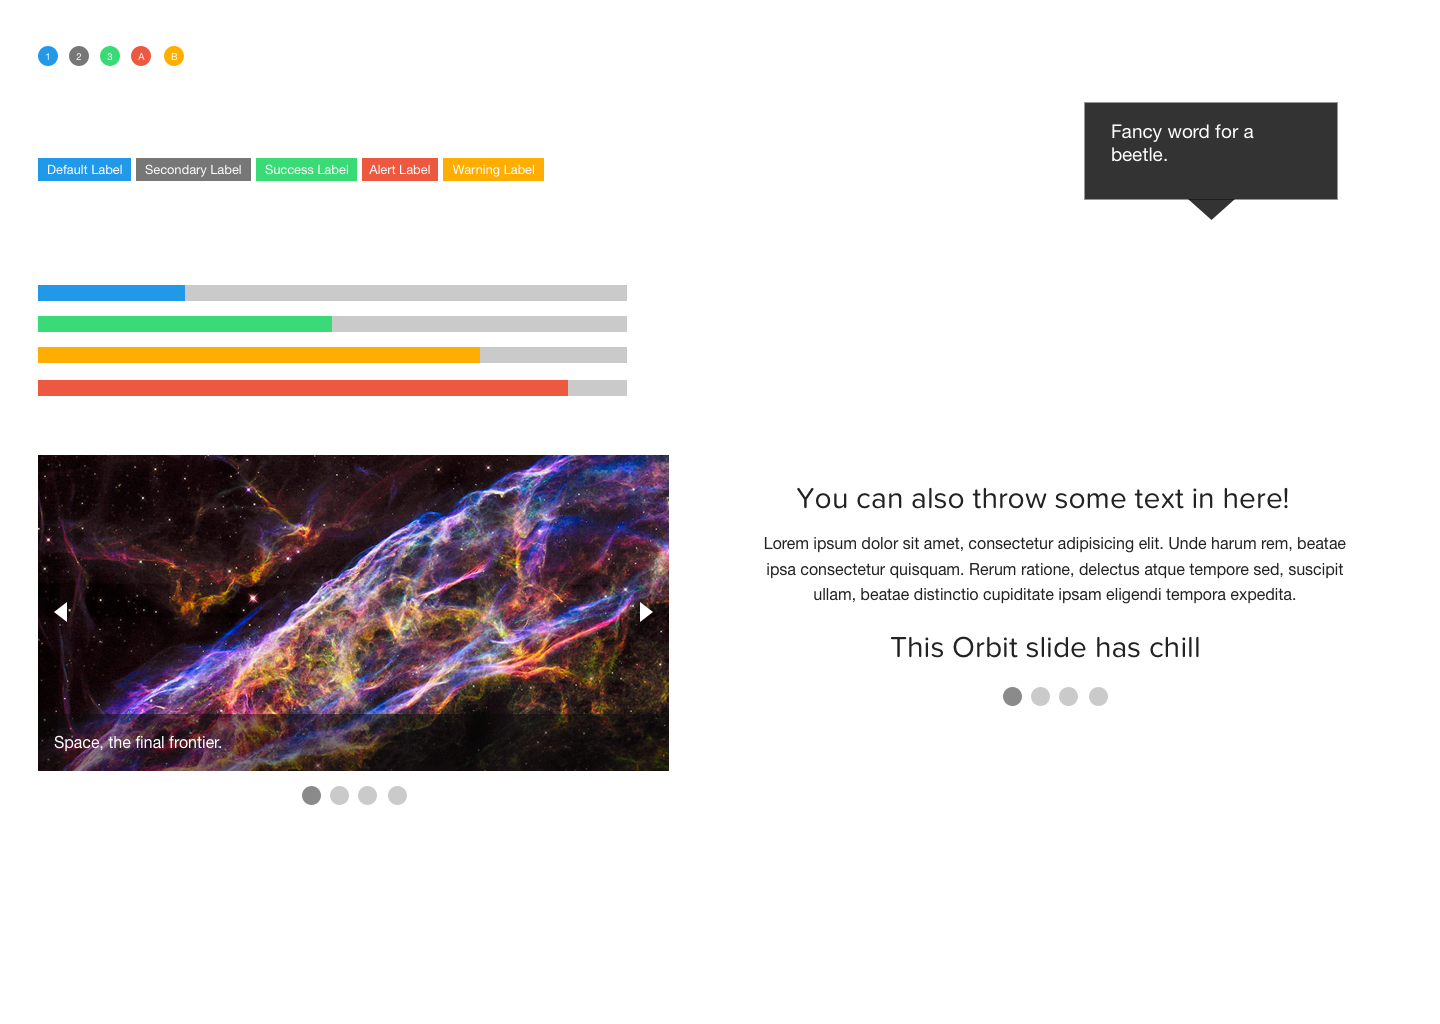 1 2 3 A B
Fancy word for a
beetle.
Default Label Secondary Label Success Label Alert Label Warning Label
Space, the final frontier.
You can also throw some text in here!
Lorem ipsum dolor sit amet, consectetur adipisicing elit. Unde harum rem, beatae
ipsa consectetur quisquam. Rerum ratione, delectus atque tempore sed, suscipit
ullam, beatae distinctio cupiditate ipsam eligendi tempora expedita.
This Orbit slide has chill